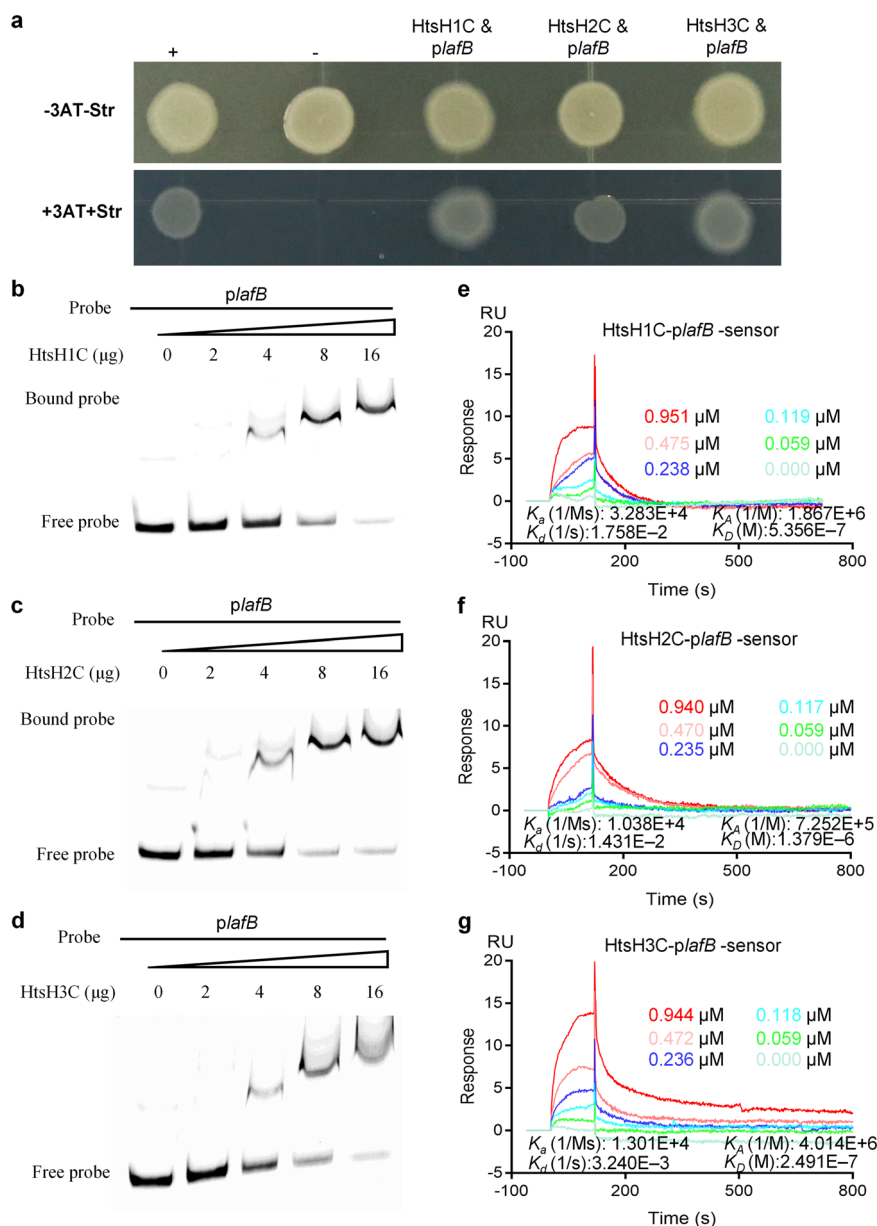 a
+
-
HtsH1C &
plafB
HtsH2C &
plafB
HtsH3C &
plafB
-3AT-Str
+3AT+Str
b
plafB
Probe
HtsH1C (μg)
0 2 4 8 16
Bound probe
Free probe
c
plafB
Probe
HtsH2C (μg)
0 2 4 8 16
Bound probe
Free probe
d
plafB
Probe
HtsH3C (μg)
0 2 4 8 16
Free probe
e
RU
HtsH1C-plafB -sensor
20
15
10
5
0
-5
Response
0.951 μM 0.119 μM
0.475 μM 0.059 μM
0.238 μM 0.000 μM
Ka (1/Ms): 3.283E+4 KA (1/M): 1.867E+6
Kd (1/s):1.758E–2 KD (M):5.356E–7
-100 200 500 800
Time (s)
f
RU
HtsH2C-plafB -sensor
20
15
10
5
0
-5
Response
0.940 μM 0.117 μM
0.470 μM 0.059 μM
0.235 μM 0.000 μM
Ka (1/Ms): 1.038E+4 KA (1/M): 7.252E+5
Kd (1/s):1.431E–2 KD (M):1.379E–6
-100 200 500 800
Time (s)
g
RU
HtsH3C-plafB -sensor
20
15
10
5
0
-5
Response
0.944 μM 0.118 μM
0.472 μM 0.059 μM
0.236 μM 0.000 μM
Ka (1/Ms): 1.301E+4 KA (1/M): 4.014E+6
Kd (1/s):3.240E–3 KD (M):2.491E–7
-100 200 500 800
Time (s)